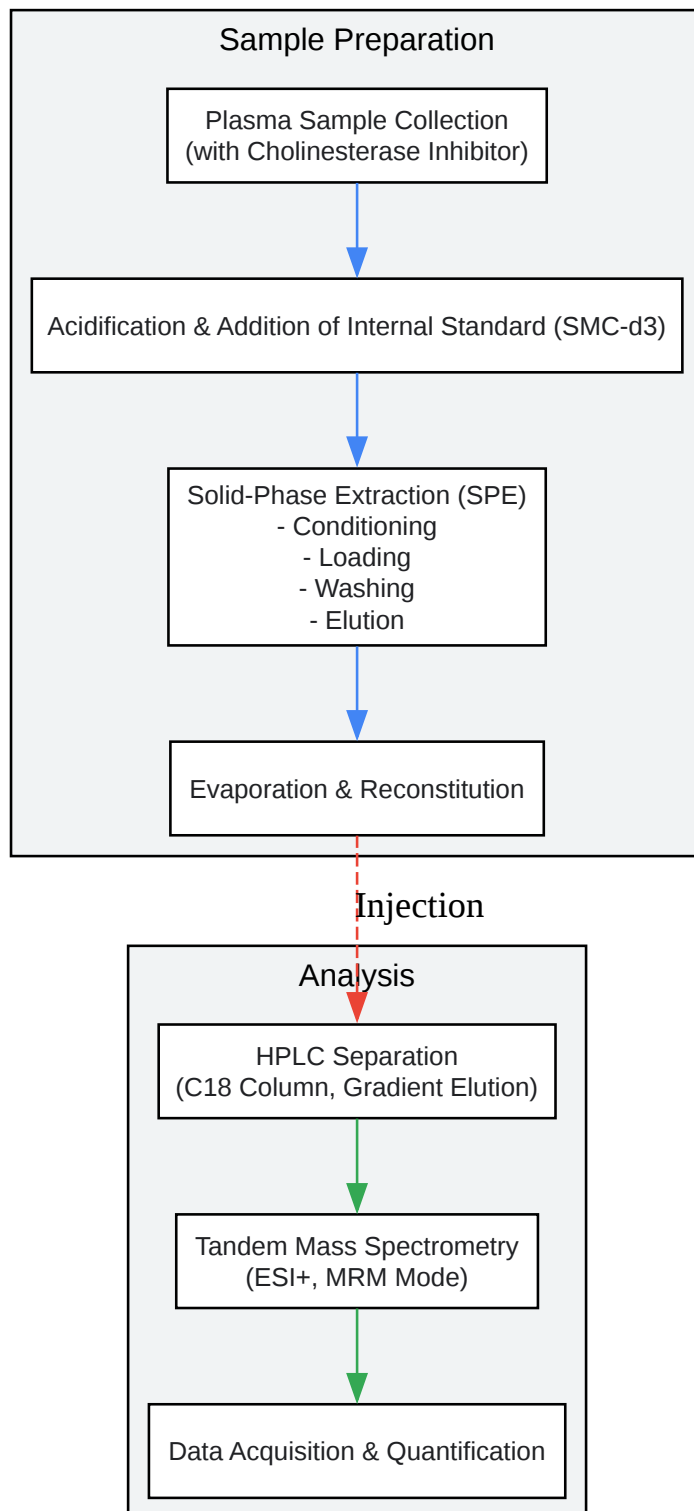 Sample Preparation
Plasma Sample Collection
(with Cholinesterase Inhibitor)
Acidification & Addition of Internal Standard (SMC-d3)
Solid-Phase Extraction (SPE)
- Conditioning
- Loading
- Washing
- Elution
Evaporation & Reconstitution
Injection
Analysis
HPLC Separation
(C18 Column, Gradient Elution)
Tandem Mass Spectrometry
(ESI+, MRM Mode)
Data Acquisition & Quantification